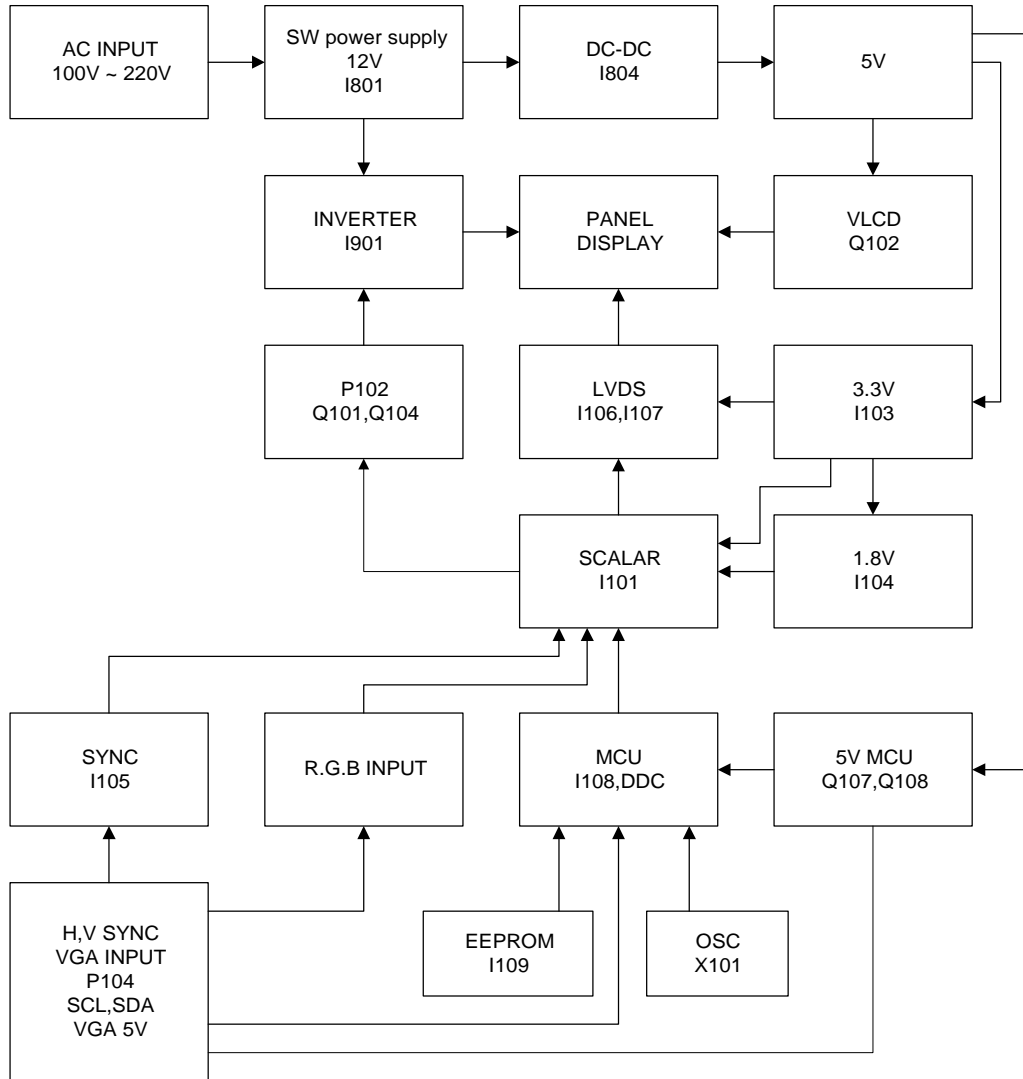 AC INPUT
100V ~ 220V
SW power supply
12V
I801
DC-DC
I804
5V
INVERTER
I901
PANEL
DISPLAY
VLCD
Q102
P102
Q101,Q104
LVDS
I106,I107
3.3V
I103
SCALAR
I101
1.8V
I104
SYNC
I105
R.G.B INPUT
MCU
I108,DDC
5V MCU
Q107,Q108
H,V SYNC
VGA INPUT
P104
SCL,SDA
VGA 5V
EEPROM
I109
OSC
X101